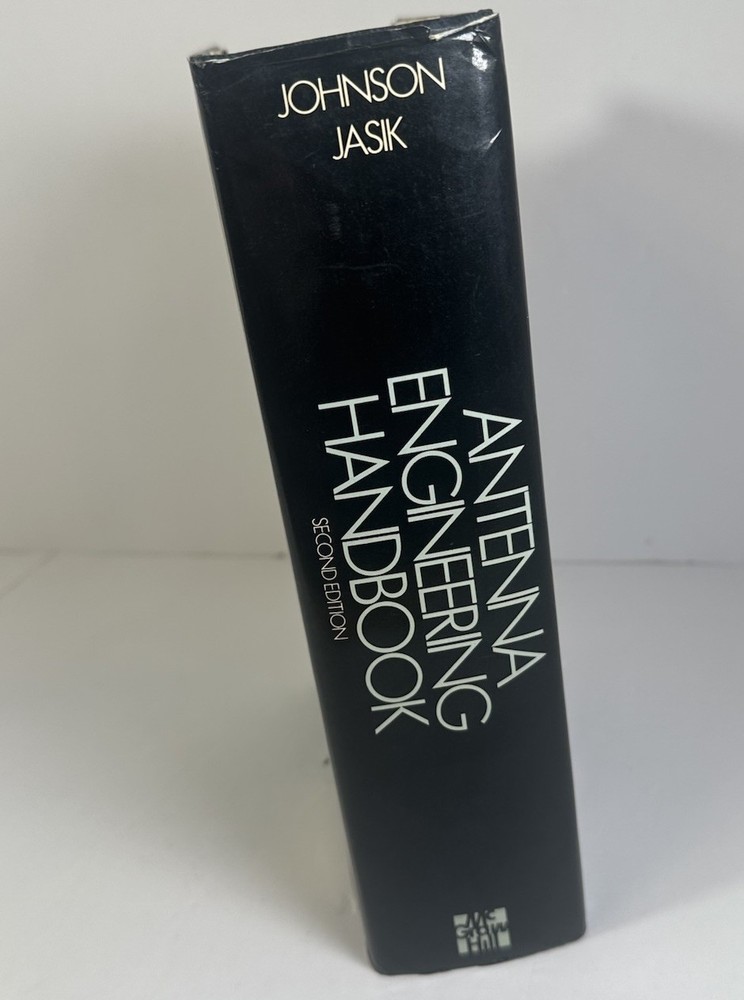 JOHNSON
JASIK
ANTENNA
ENGINEERING
HANDBOOK
SECOND EDITION
Mc
Graw
Hill